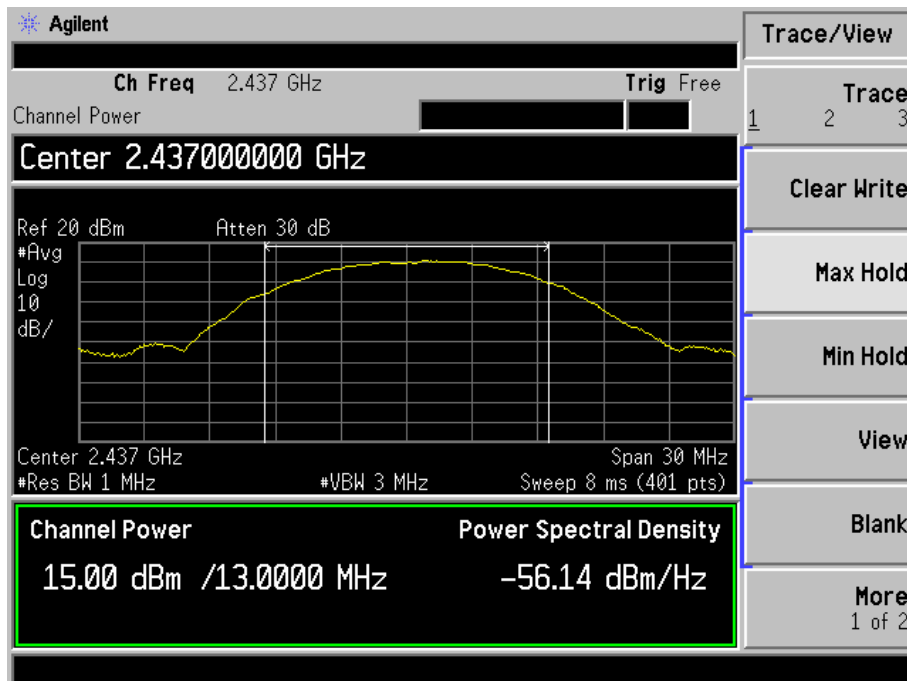 Agilent
Ch Freq 2.437 GHz Trig Free
Channel Power
Center 2.437000000 GHz
Ref 20 dBm Atten 30 dB
#Avg
Log
10
dB/
Center 2.437 GHz Span 30 MHz
#Res BW 1 MHz #VBW 3 MHz Sweep 8 ms (401 pts)
Channel Power Power Spectral Density
15.00 dBm /13.0000 MHz -56.14 dBm/Hz
Trace/View
Trace
1 2 3
Clear Write
Max Hold
Min Hold
View
Blank
More
1 of 2